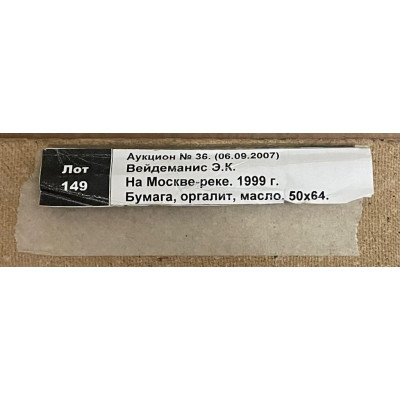 Лот
149
Аукцион № 36. (06.09.2007)
Вейдеманис Э.К.
На Москве-реке. 1999 г.
Бумага, оргалит, масло. 50х64.